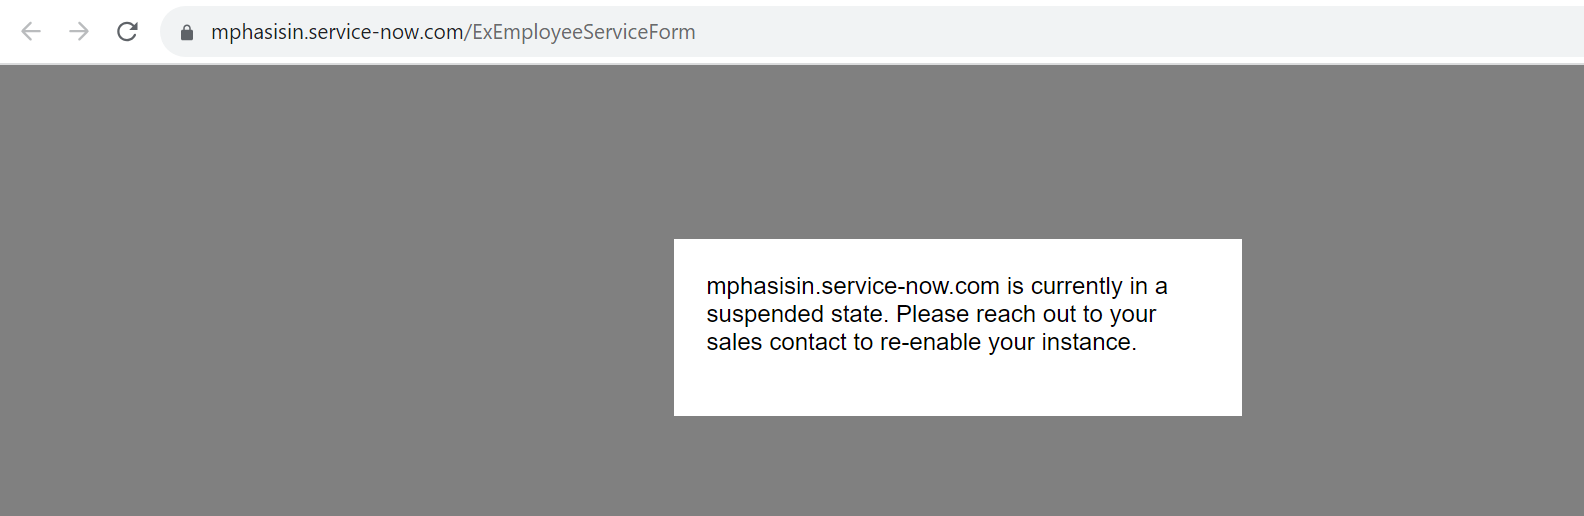 mphasisin.service-now.com/ExEmployeeServiceForm
mphasisin.service-now.com is currently in a
suspended state. Please reach out to your
sales contact to re-enable your instance.